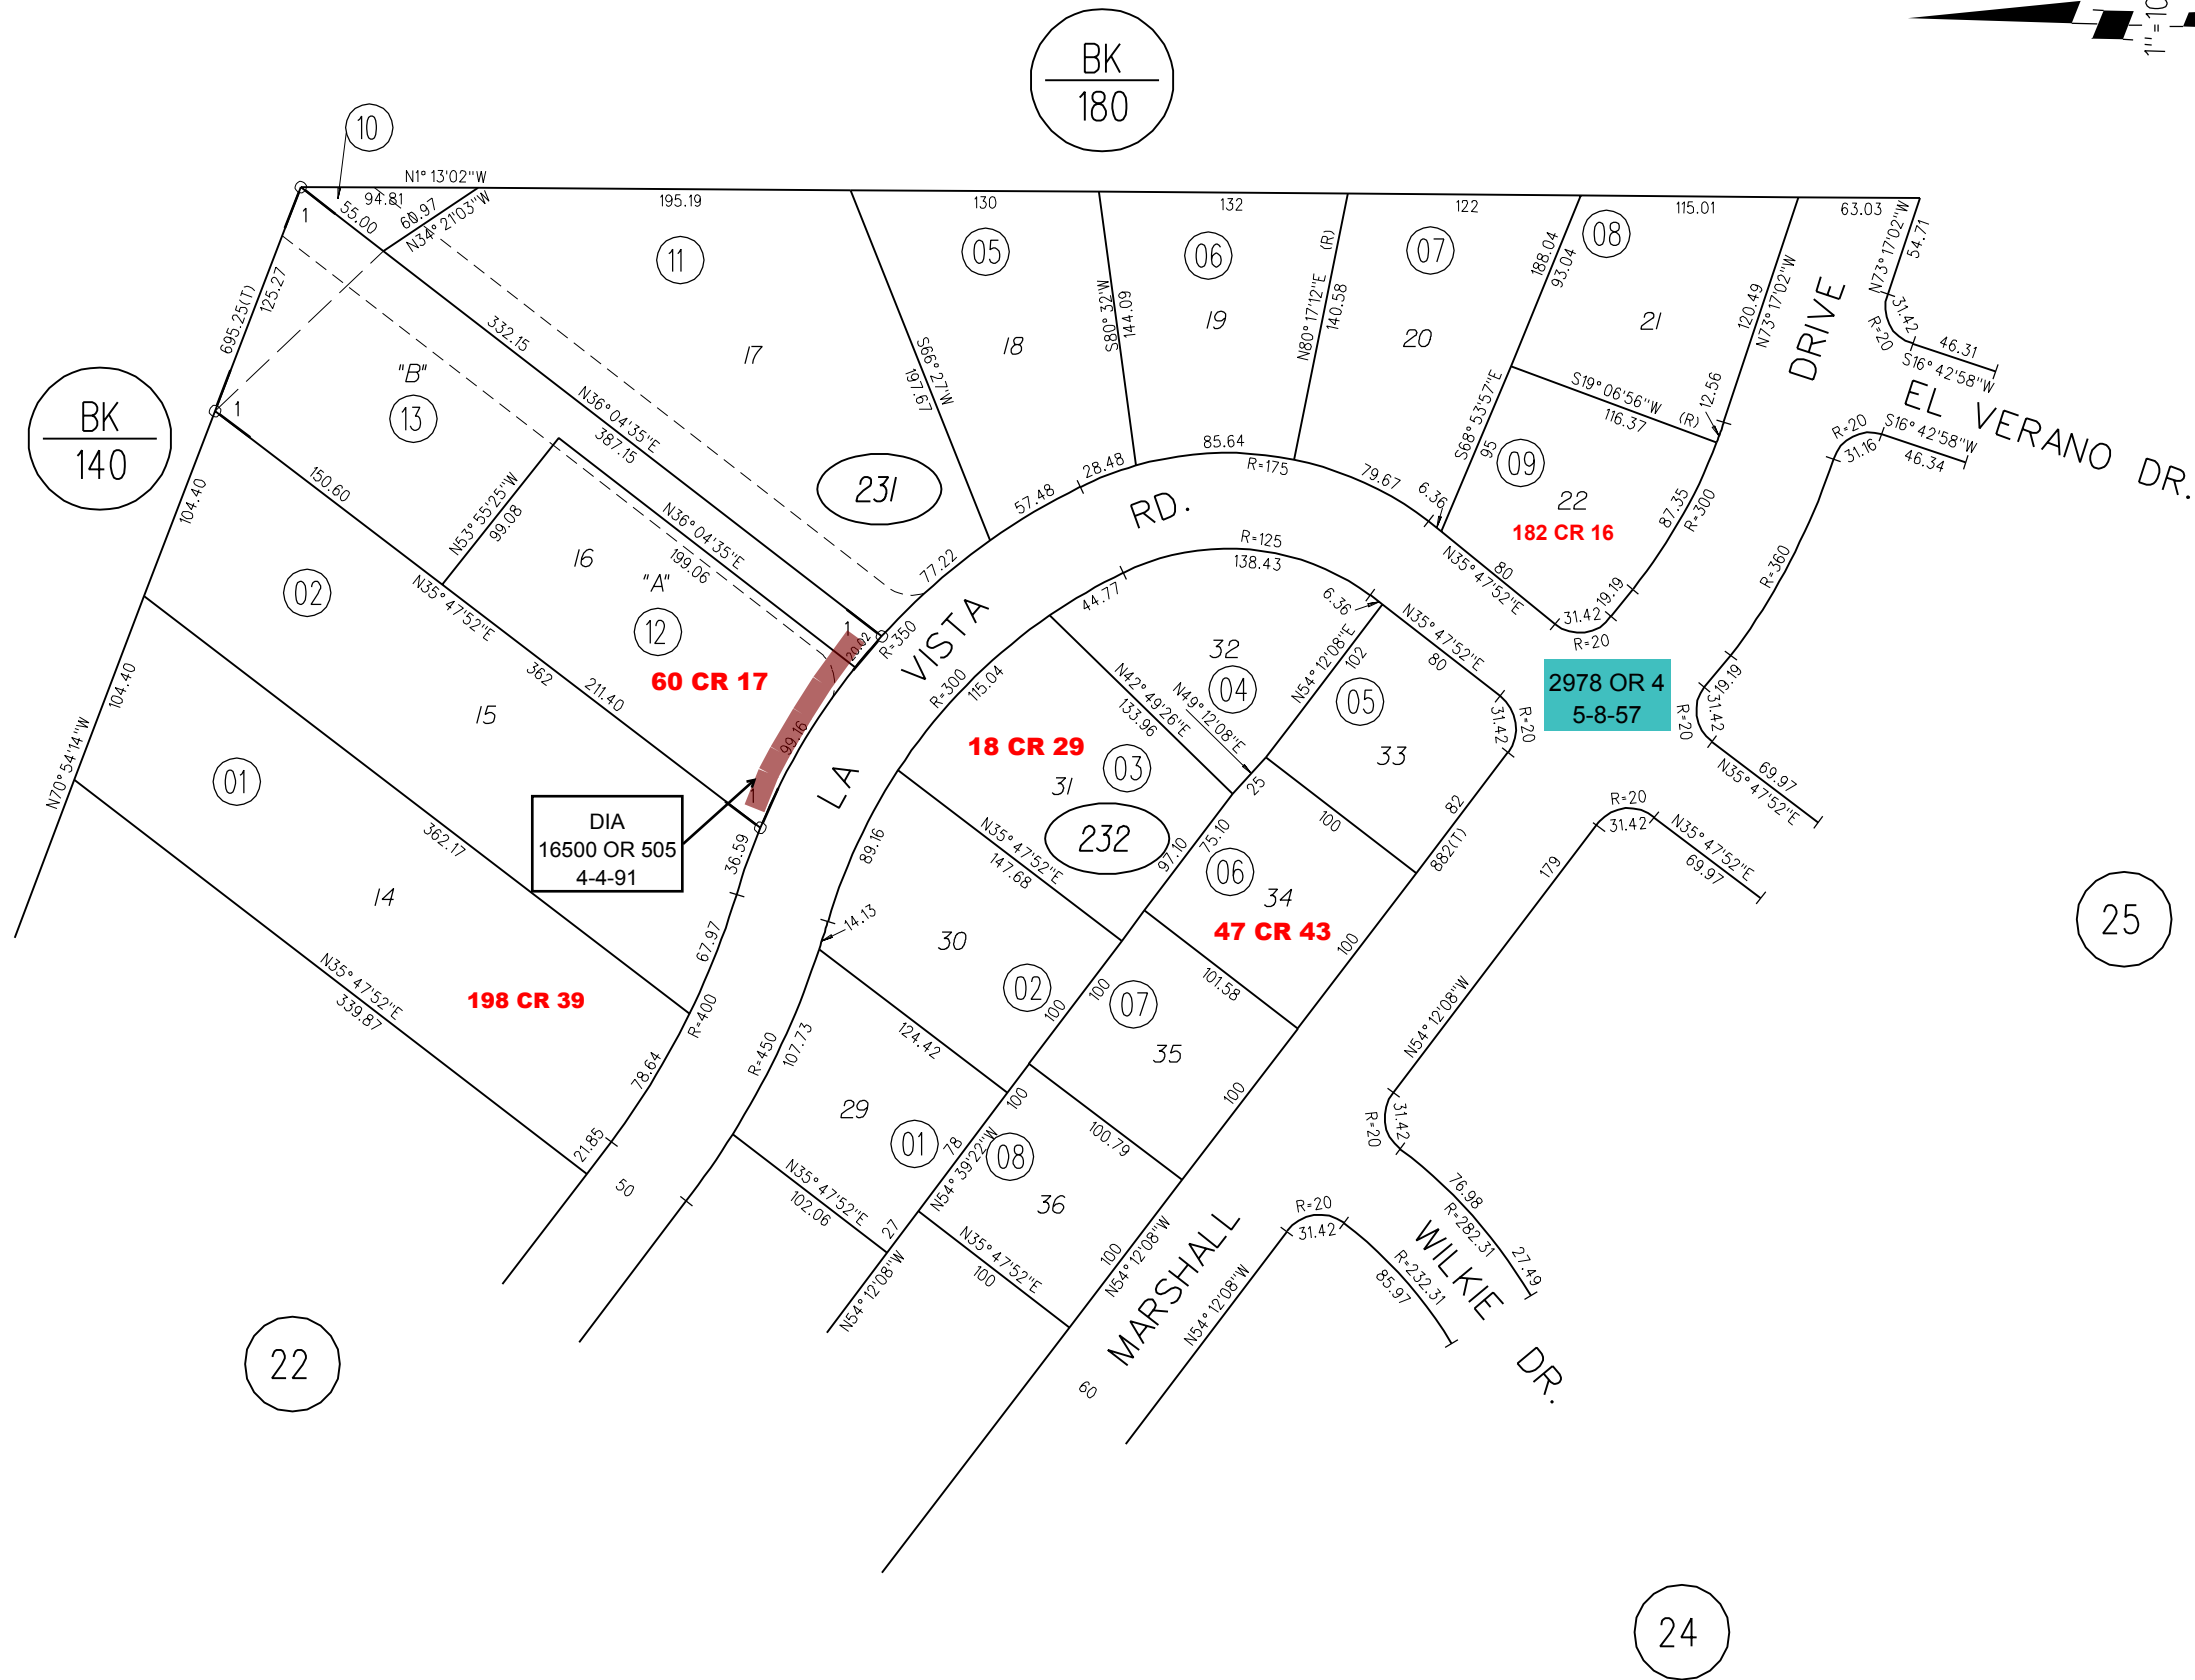 1"=10
BK
180
10
N1° 13'02"W
94.81
60.97
N34° 21'03"W
55.00
1
195.19
130
132
122
115.01
63.03
N73° 17'02"W
54.71
11
05
06
07
08
695.25(T)
125.27
332.15
N36° 04'35"E
387.15
17
S66° 27'W
197.67
18
S80° 32'W
144.09
19
N80° 17'12"E
(R)
140.58
20
188.04
93.04
21
120.49
N73° 17'02"W
DRIVE
31.42
R=20
46.31
S16° 42'58"W
EL VERANO DR.
R=20
S16° 42'58"W
31.16
46.34
BK
140
1
"B"
13
S19° 06'56"W
(R)
116.37
12.56
S68° 53'57"E
95
09
22
182 CR 16
87.35
R=300
104.40
150.60
N53° 55'25"W
99.08
231
57.48
28.48
85.64
R=175
79.67
6.36
RD.
R=360
N36° 04'35"E
199.06
16
"A"
12
60 CR 17
77.22
R=125
138.43
N35° 47'52"E
80
31.42
19.19
R=20
02
N35° 47'52"E
362
211.40
1
20.02
R=350
VISTA
44.77
6.36
N35° 47'52"E
80
32
04
N54° 12'08"E
102
05
2978 OR 4
5-8-57
31.42
R=20
19.19
31.42
R=20
104.40
15
99.16
1
R=300
115.04
N42° 49'26"E
133.96
N49° 12'08"E
33
18 CR 29
03
31
25
69.97
N35° 47'52"E
N70° 54'14"W
01
LA
DIA
16500 OR 505
4-4-91
362.17
36.59
89.16
232
N35° 47'52"E
147.68
97.10
75.10
100
82
882(T)
R=20
31.42
N35° 47'52"E
69.97
06
34
47 CR 43
179
14
67.97
14.13
30
02
100
100
101.58
100
25
N35° 47'52"E
339.87
198 CR 39
R=400
78.64
R=450
107.73
124.42
07
35
N54° 12'08"W
21.85
50
29
01
100
78
N54° 39'22"W
08
100.79
100
31.42
R=20
N35° 47'52"E
102.06
27
36
76.98
R=282.31
27.49
N54° 12'08"W
N35° 47'52"E
100
100
N54° 12'08"W
MARSHALL
60
N54° 12'08"W
R=20
31.42
R=232.31
85.97
WILKIE DR.
22
24